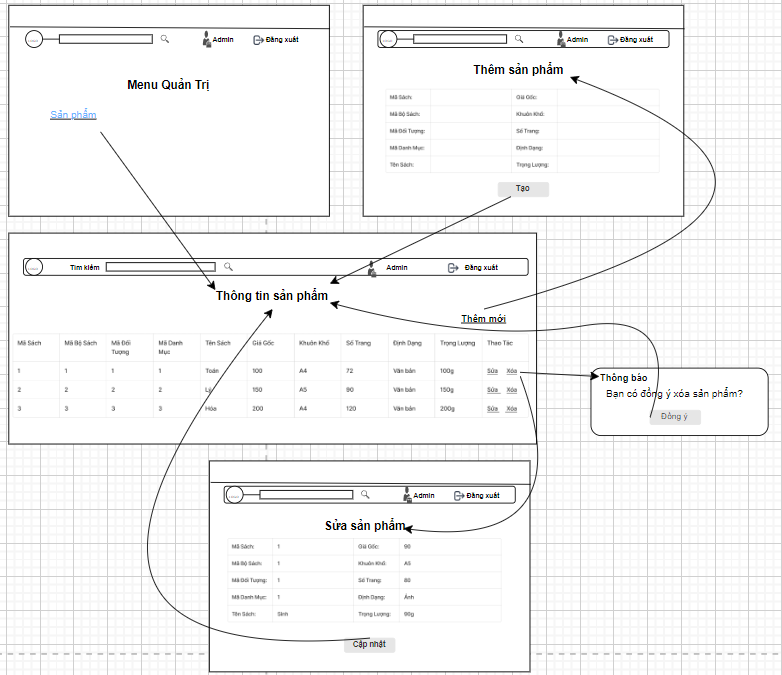 Admin
Đăng xuất
Menu Quản Trị
Sản phẩm
Admin
Đăng xuất
Thêm sản phẩm
Mã Sách: Giá Gốc:
Mã Bộ Sách: Khuôn Khổ:
Mã Đối Tượng: Số Trang:
Mã Danh Mục: Định Dạng:
Tên Sách: Trọng Lượng:
Tạo
Tìm kiếm
Admin
Đăng xuất
Thông tin sản phẩm
Thêm mới
Mã Sách Mã Bộ Sách Mã Đối Tượng Mã Danh Mục Tên Sách Giá Gốc Khuôn Khổ Số Trang Định Dạng Trọng Lượng Thao Tác
1 1 1 1 Toán 100 A4 72 Văn bản 100g Sửa Xóa
2 2 2 2 Lý 150 A5 90 Văn bản 150g Sửa Xóa
3 3 3 3 Hóa 200 A4 120 Văn bản 200g Sửa Xóa
Thông báo
Bạn có đồng ý xóa sản phẩm?
Đồng ý
Admin
Đăng xuất
Sửa sản phẩm
Mã Sách: 1 Giá Gốc: 90
Mã Bộ Sách: 1 Khuôn Khổ: A5
Mã Đối Tượng: 1 Số Trang: 80
Mã Danh Mục: 1 Định Dạng: Ảnh
Tên Sách: Sinh Trọng Lượng: 90g
Cập nhật